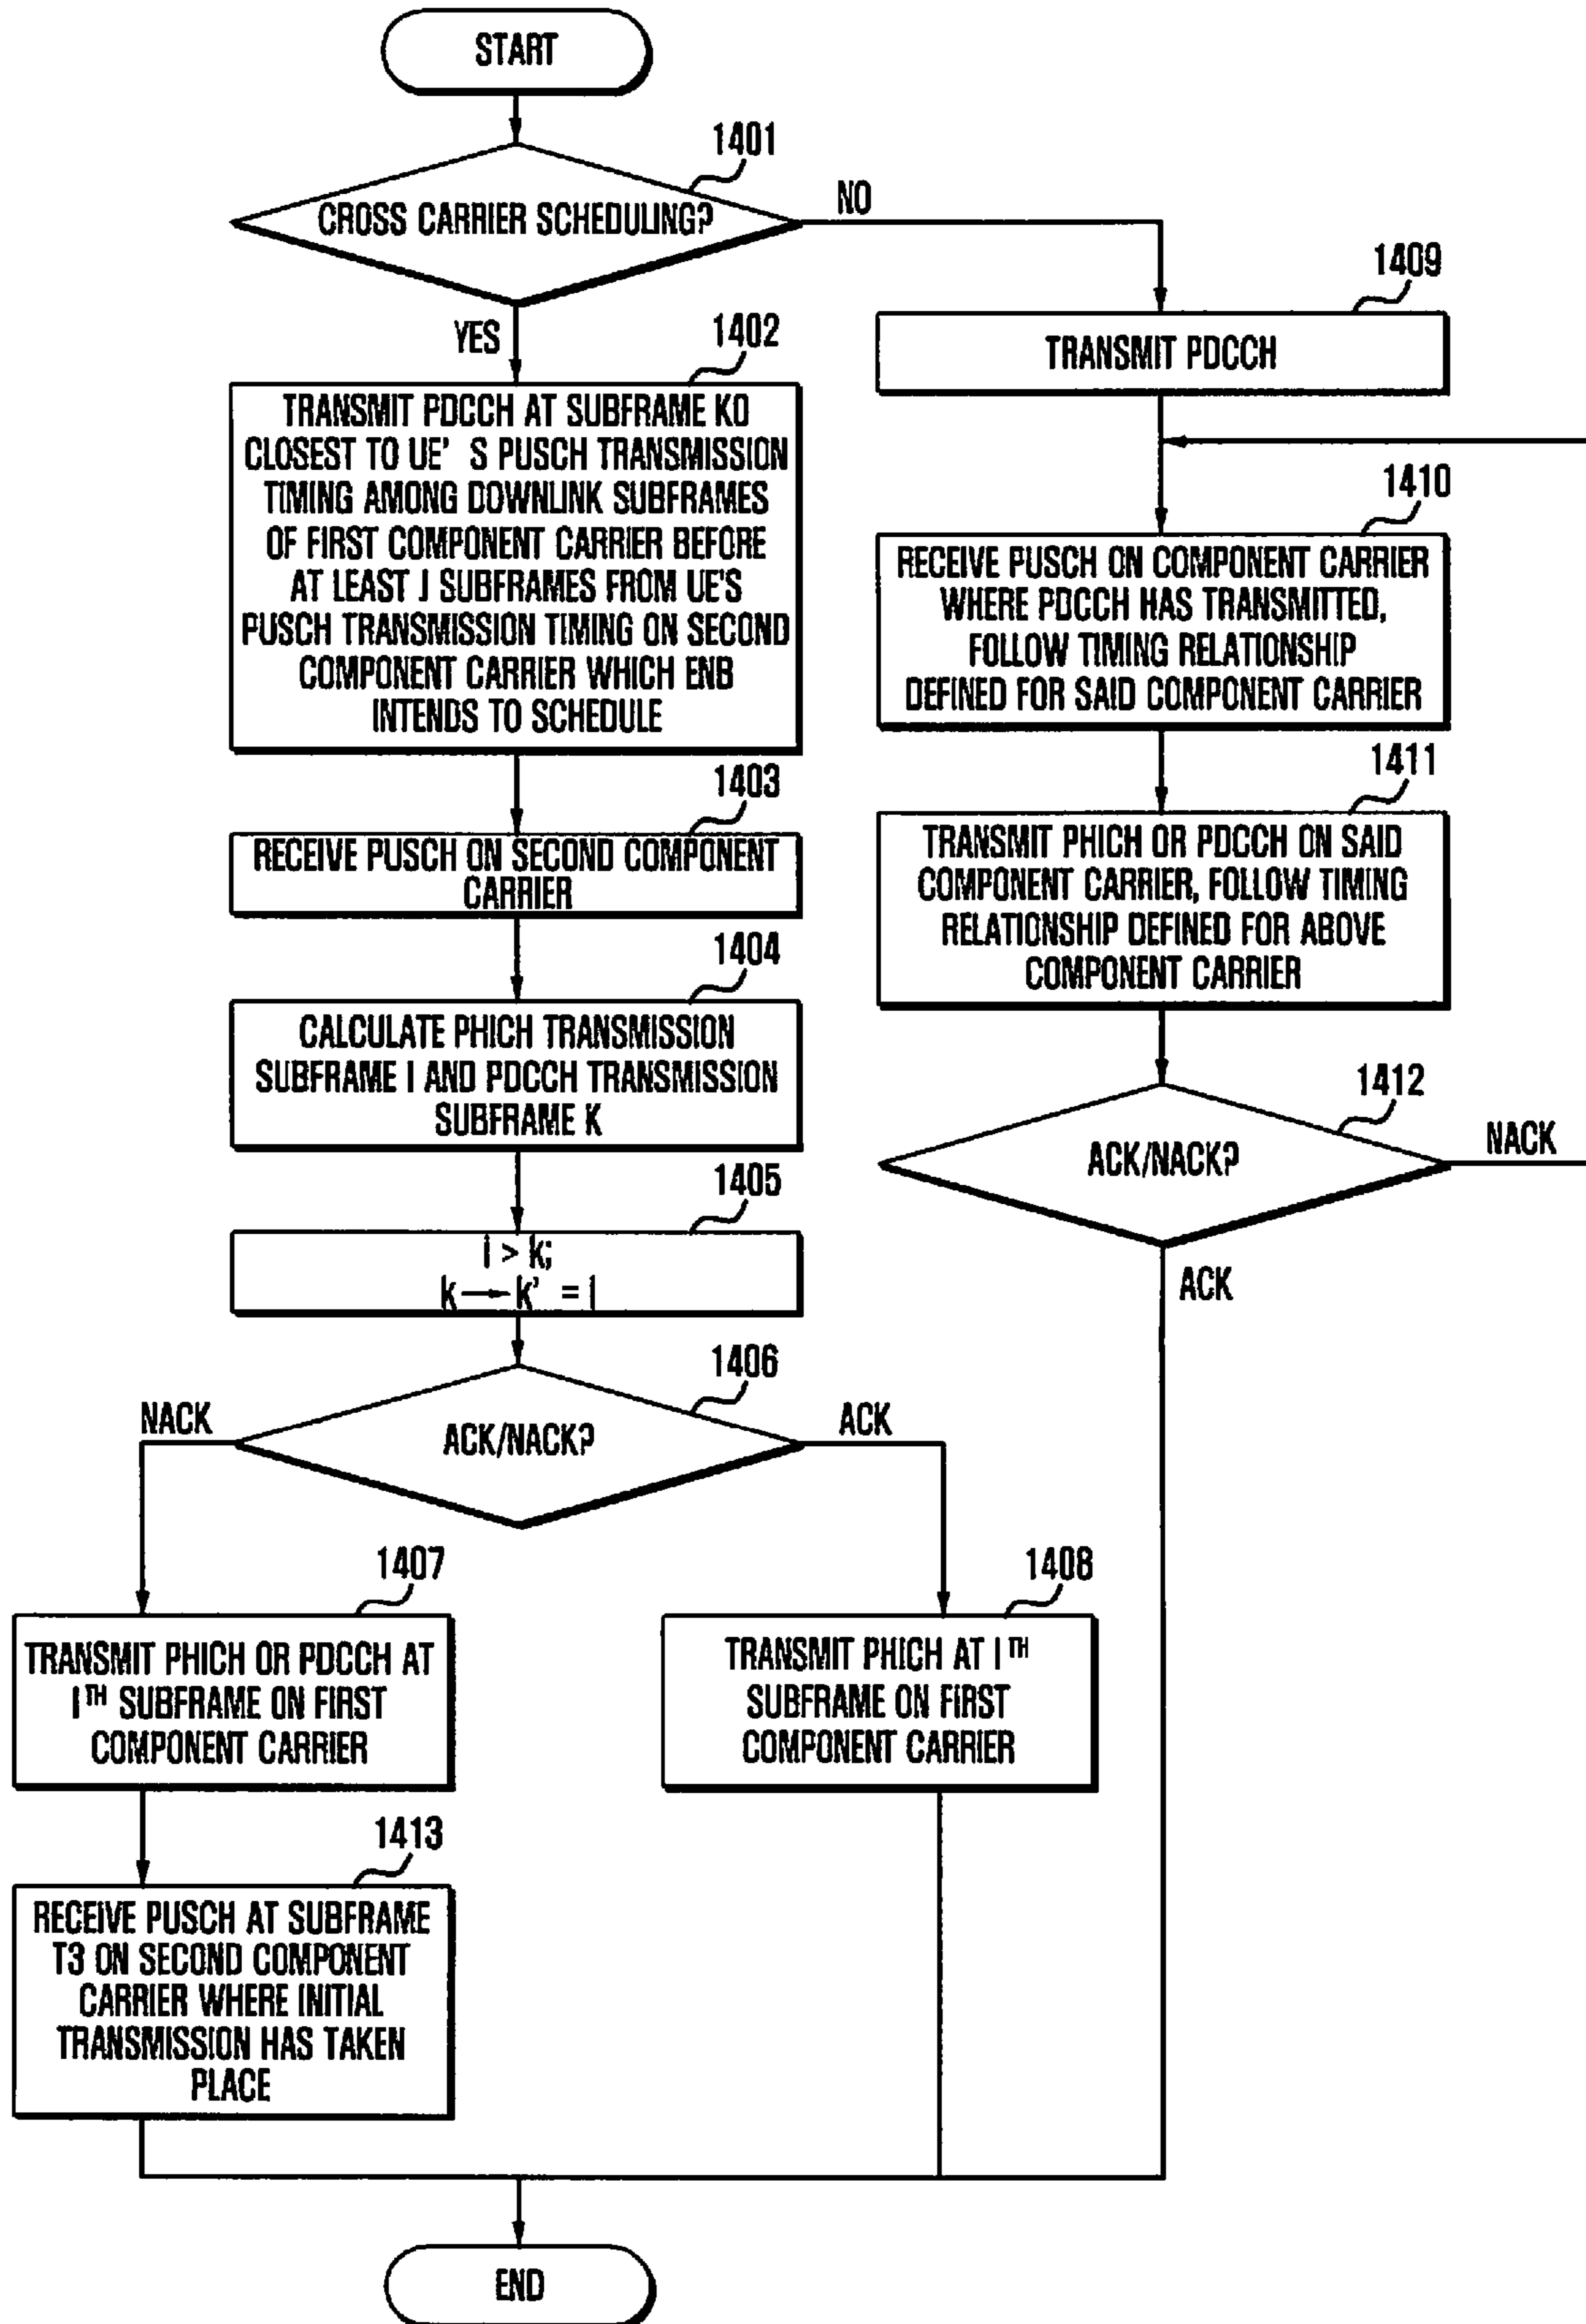 START
1401
CROSS CARRIER SCHEDULING?
NO
YES
1402
TRANSMIT PDCCH AT SUBFRAME K0
CLOSEST TO UE' S PUSCH TRANSMISSION
TIMING AMONG DOWNLINK SUBFRAMES
OF FIRST COMPONENT CARRIER BEFORE
AT LEAST J SUBFRAMES FROM UE'S
PUSCH TRANSMISSION TIMING ON SECOND
COMPONENT CARRIER WHICH ENB
INTENDS TO SCHEDULE
1403
RECEIVE PUSCH ON SECOND COMPONENT
CARRIER
1404
CALCULATE PHICH TRANSMISSION
SUBFRAME I AND PDCCH TRANSMISSION
SUBFRAME K
1405
i > k;
k → k' = i
1406
ACK/NACK?
NACK
ACK
1407
TRANSMIT PHICH OR PDCCH AT
I TH SUBFRAME ON FIRST
COMPONENT CARRIER
1408
TRANSMIT PHICH AT I TH
SUBFRAME ON FIRST
COMPONENT CARRIER
1413
RECEIVE PUSCH AT SUBFRAME
T3 ON SECOND COMPONENT
CARRIER WHERE INITIAL
TRANSMISSION HAS TAKEN
PLACE
1409
TRANSMIT PDCCH
1410
RECEIVE PUSCH ON COMPONENT CARRIER
WHERE PDCCH HAS TRANSMITTED,
FOLLOW TIMING RELATIONSHIP
DEFINED FOR SAID COMPONENT CARRIER
1411
TRANSMIT PHICH OR PDCCH ON SAID
COMPONENT CARRIER, FOLLOW TIMING
RELATIONSHIP DEFINED FOR ABOVE
COMPONENT CARRIER
1412
ACK/NACK?
NACK
ACK
END